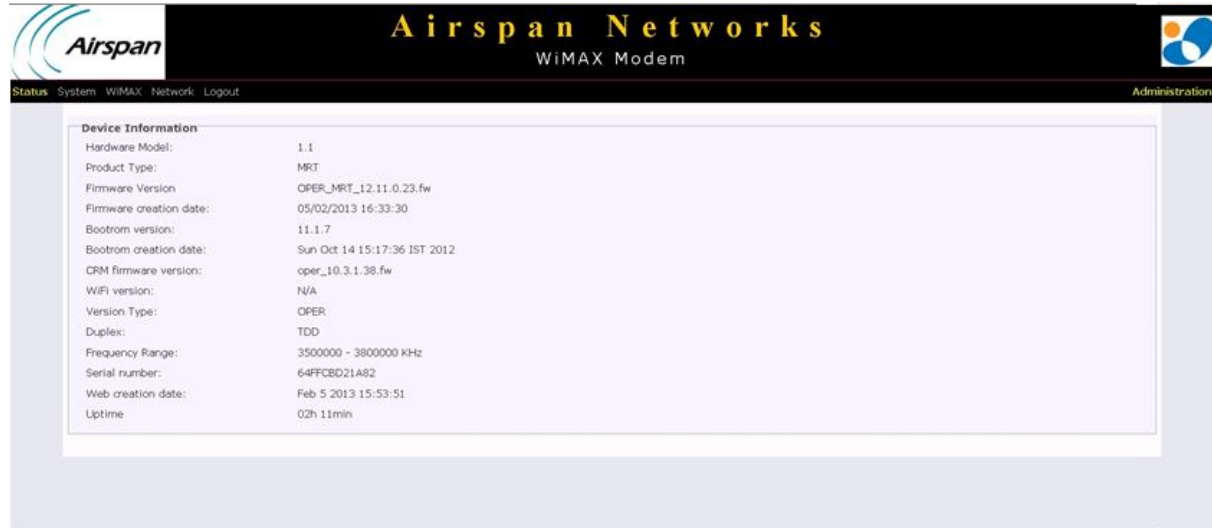 Airspan
Airspan Networks
WiMAX Modem
Status System WiMAX Network Logout Administration
Device Information
Hardware Model: 1.1
Product Type: MRT
Firmware Version OPER_MRT_12.11.0.23.fw
Firmware creation date: 05/02/2013 16:33:30
Bootrom version: 11.1.7
Bootrom creation date: Sun Oct 14 15:17:36 IST 2012
CRM firmware version: oper_10.3.1.38.fw
WiFi version: N/A
Version Type: OPER
Duplex: TDD
Frequency Range: 3500000 - 3800000 KHz
Serial number: 64FFCBD21A82
Web creation date: Feb 5 2013 15:53:51
Uptime 02h 11min